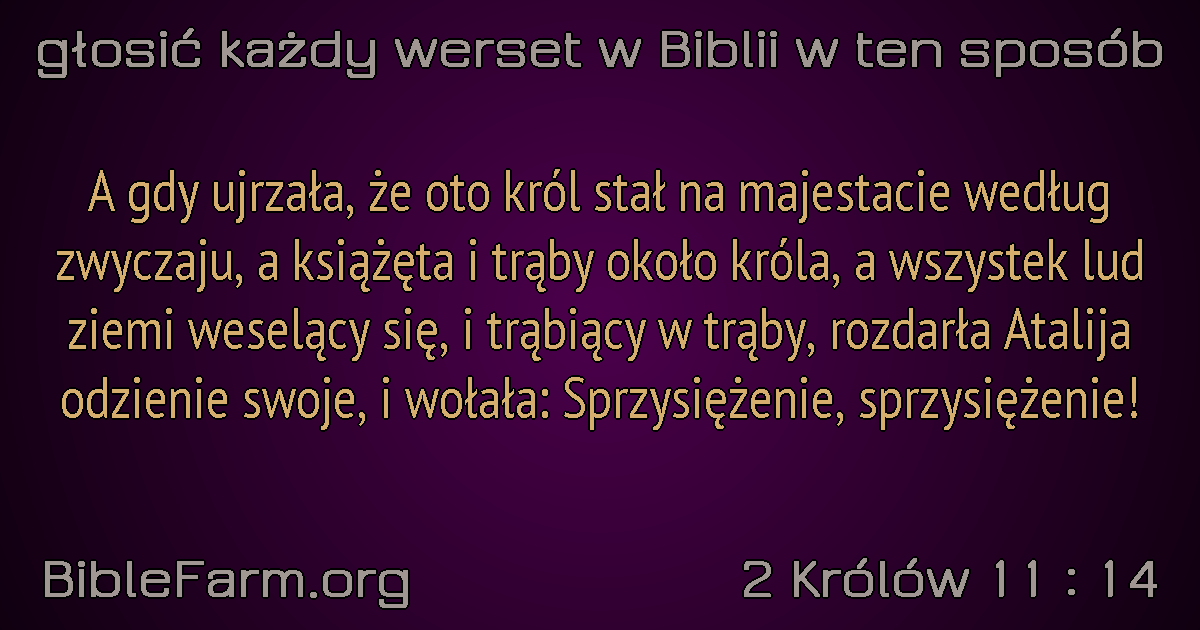 głosić każdy werset w Biblii w ten sposób
A gdy ujrzała, że oto król stał na majestacie według
zwyczaju, a książęta i trąby około króla, a wszystek lud
ziemi weselący się, i trąbiący w trąby, rozdarła Atalija
odzienie swoje, i wołała: Sprzysiężenie, sprzysiężenie!
BibleFarm.org
2 Królów 11 : 14